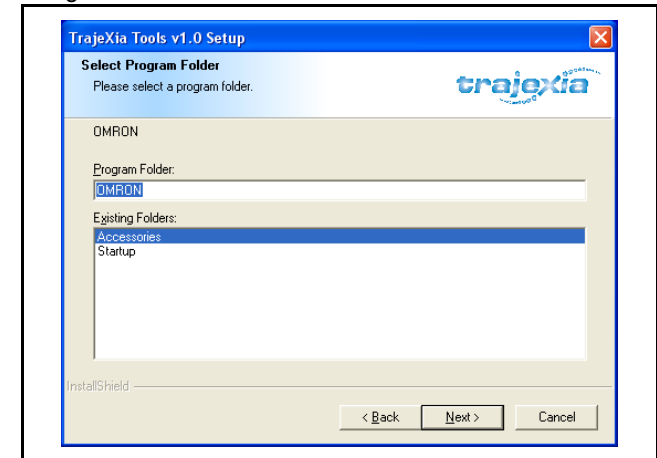 TrajeXia Tools v1.0 Setup
Select Program Folder
Please select a program folder.
trajexia
OMRON
Program Folder:
OMRON
Existing Folders:
Accessories
Startup
InstallShield
< Back Next > Cancel